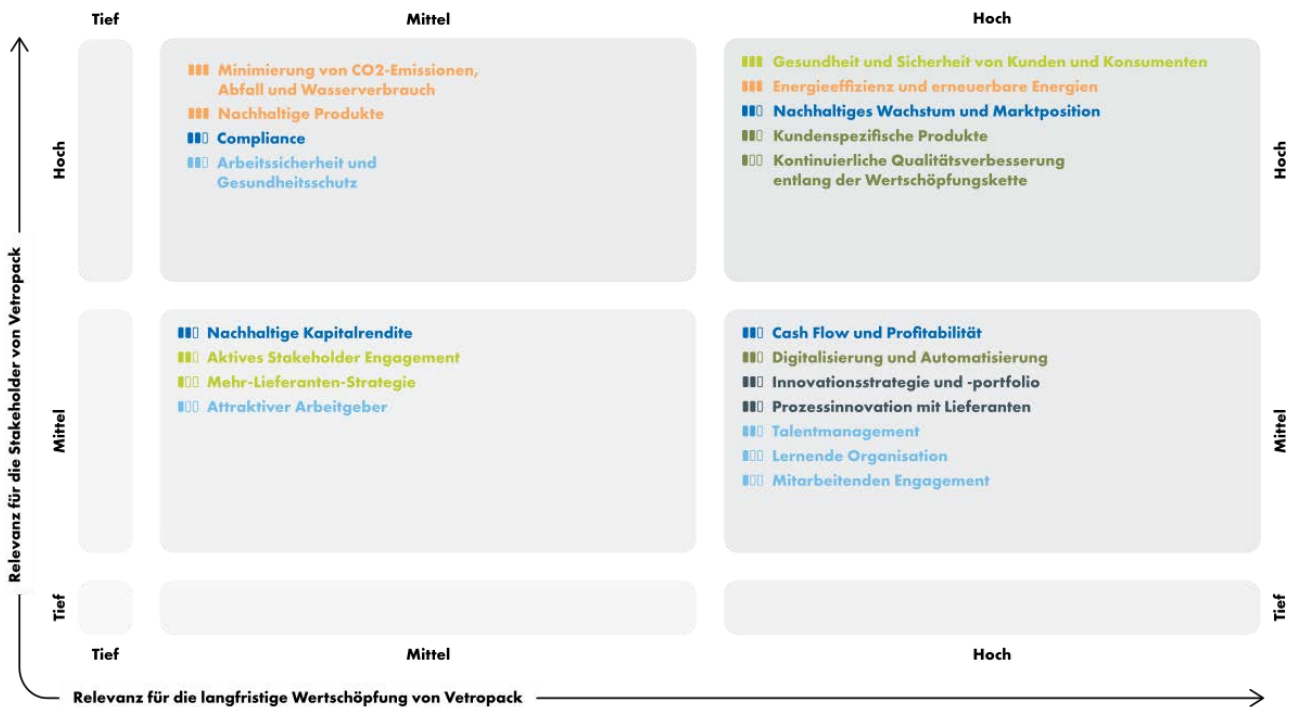 Tief
Mittel
Hoch
Hoch
Minimierung von CO2-Emissionen,
Abfall und Wasserverbrauch
Nachhaltige Produkte
Compliance
Arbeitssicherheit und
Gesundheitsschutz
Gesundheit und Sicherheit von Kunden und Konsumenten
Energieeffizienz und erneuerbare Energien
Nachhaltiges Wachstum und Marktposition
Kundenspezifische Produkte
Kontinuierliche Qualitätsverbesserung
entlang der Wertschöpfungskette
Hoch
Relevanz für die Stakeholder von Vetropack
Mittel
Nachhaltige Kapitalrendite
Aktives Stakeholder Engagement
Mehr-Lieferanten-Strategie
Attraktiver Arbeitgeber
Cash Flow und Profitabilität
Digitalisierung und Automatisierung
Innovationsstrategie und -portfolio
Prozessinnovation mit Lieferanten
Talentmanagement
Lernende Organisation
Mitarbeitenden Engagement
Mittel
Tief
Tief
Tief
Mittel
Hoch
Relevanz für die langfristige Wertschöpfung von Vetropack